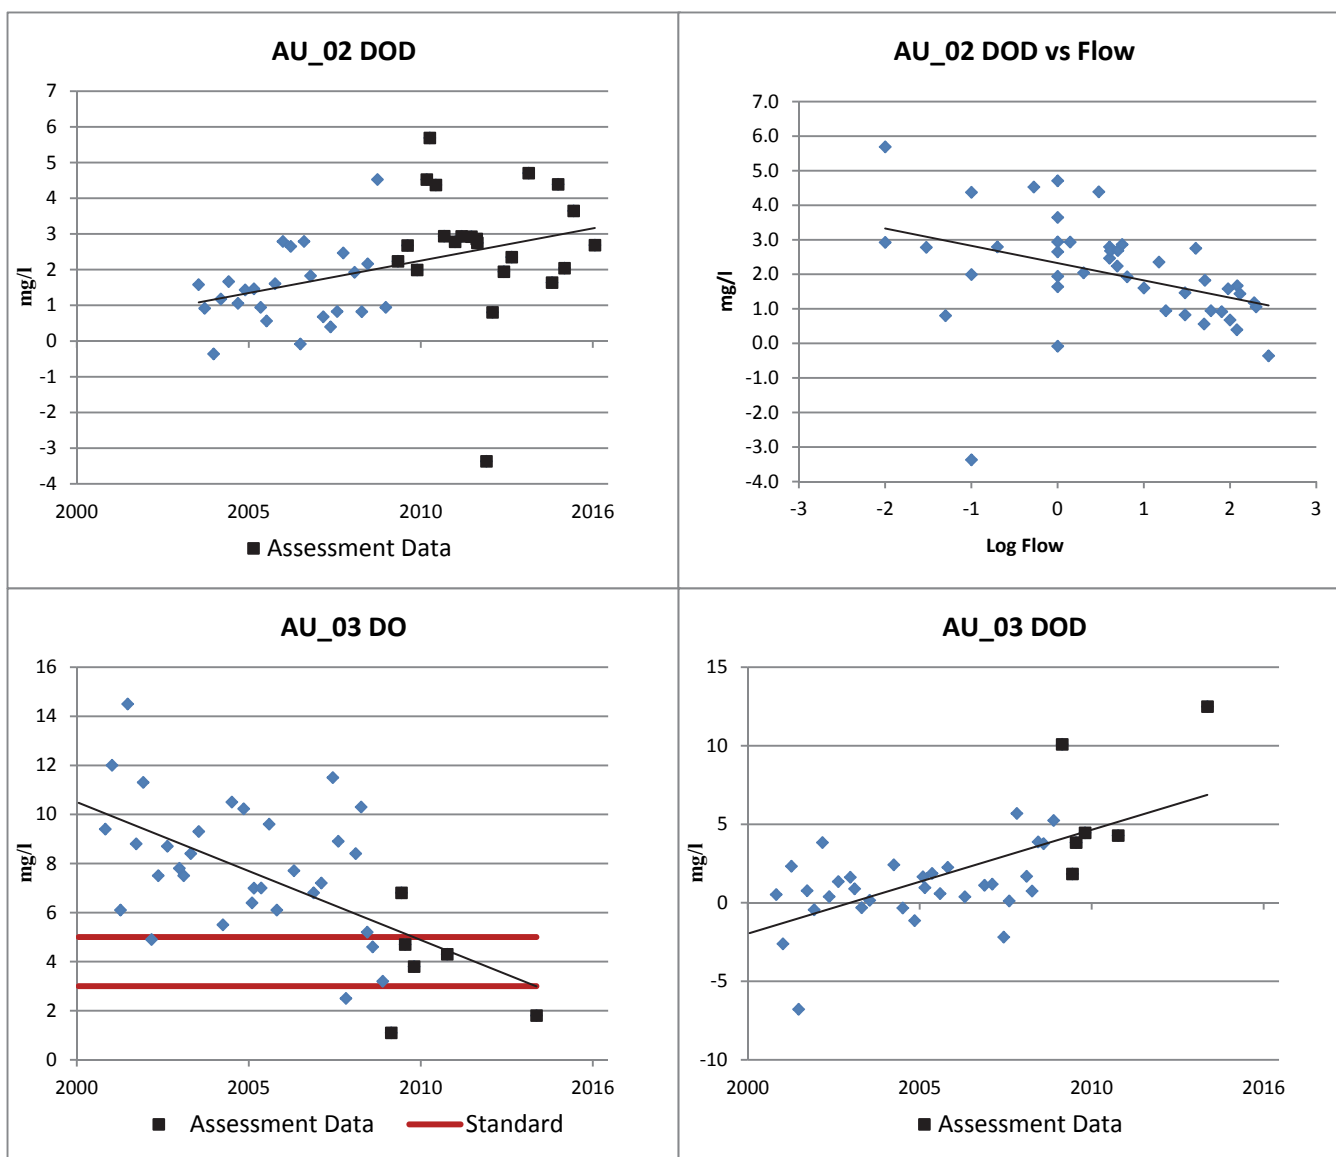 AU_02 DOD
7
6
5
4
3
2
1
0
-1
-2
-3
-4
mg/l
2000 2005 2010 2016
Assessment Data
AU_02 DOD vs Flow
7.0
6.0
5.0
4.0
3.0
2.0
1.0
0.0
-1.0
-2.0
-3.0
-4.0
mg/l
-3 -2 -1 0 1 2 3
Log Flow
AU_03 DO
16
14
12
10
8
6
4
2
0
mg/l
2000 2005 2010 2016
Assessment Data Standard
AU_03 DOD
15
10
5
0
-5
-10
mg/l
2000 2005 2010 2016
Assessment Data